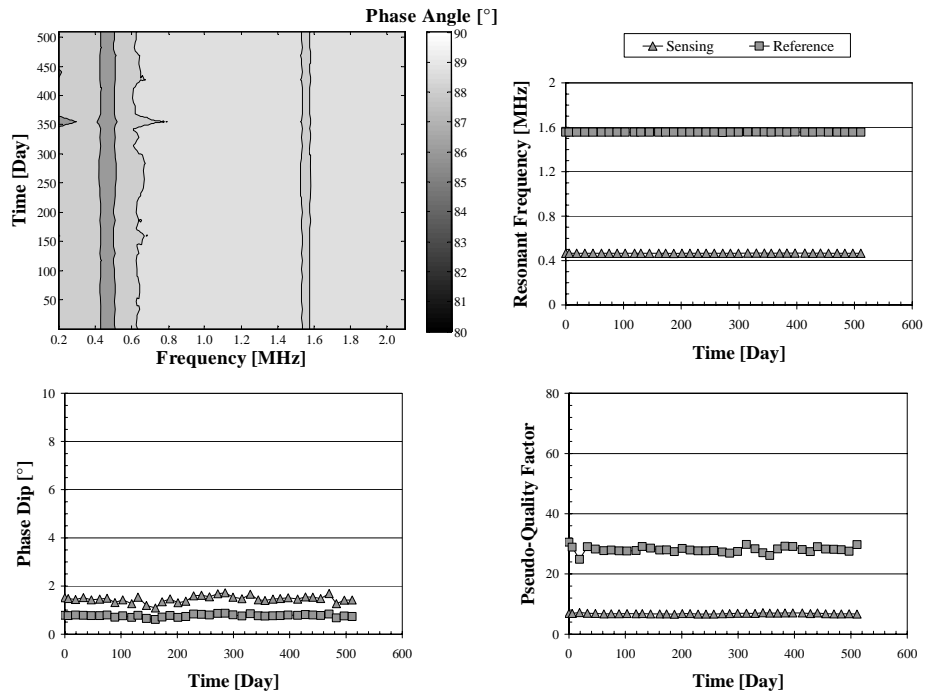 Phase Angle [°]
500
450
400
350
300
250
200
150
100
50
Time [Day]
0.2 0.4 0.6 0.8 1.0 1.2 1.4 1.6 1.8 2.0
Frequency [MHz]
90
89
88
87
86
85
84
83
82
81
80
Sensing Reference
2
1.6
1.2
0.8
0.4
0
Resonant Frequency [MHz]
0 100 200 300 400 500 600
Time [Day]
10
8
6
4
2
0
Phase Dip [°]
0 100 200 300 400 500 600
Time [Day]
80
60
40
20
0
Pseudo-Quality Factor
0 100 200 300 400 500 600
Time [Day]